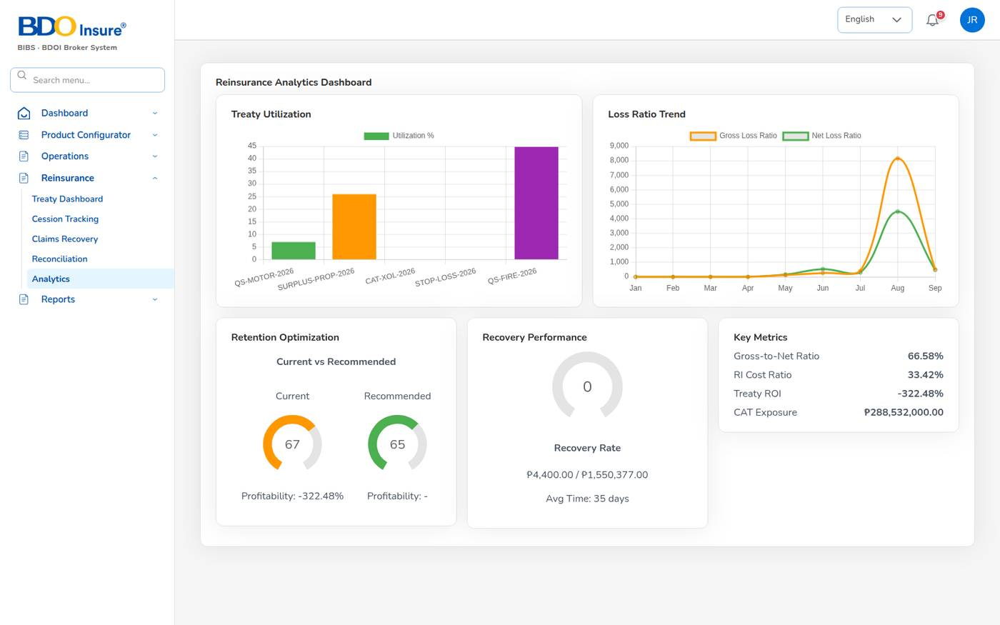 BDO Insure®
BIBS - BDOI Broker System
Search menu...
Dashboard
Product Configurator
Operations
Reinsurance
Treaty Dashboard
Cession Tracking
Claims Recovery
Reconciliation
Analytics
Reports
English
9
JR
Reinsurance Analytics Dashboard
Treaty Utilization
Utilization %
45
40
35
30
25
20
15
10
5
0
QS-MOTOR-2026
SURPLUS-PROP-2026
CAT-XOL-2026
STOP-LOSS-2026
QS-FIRE-2026
Loss Ratio Trend
Gross Loss Ratio Net Loss Ratio
9,000
8,000
7,000
6,000
5,000
4,000
3,000
2,000
1,000
0
Jan Feb Mar Apr May Jun Jul Aug Sep
Retention Optimization
Current vs Recommended
Current Recommended
67 65
Profitability: -322.48% Profitability: -
Recovery Performance
0
Recovery Rate
₱4,400.00 / ₱1,550,377.00
Avg Time: 35 days
Key Metrics
Gross-to-Net Ratio 66.58%
RI Cost Ratio 33.42%
Treaty ROI -322.48%
CAT Exposure ₱288,532,000.00